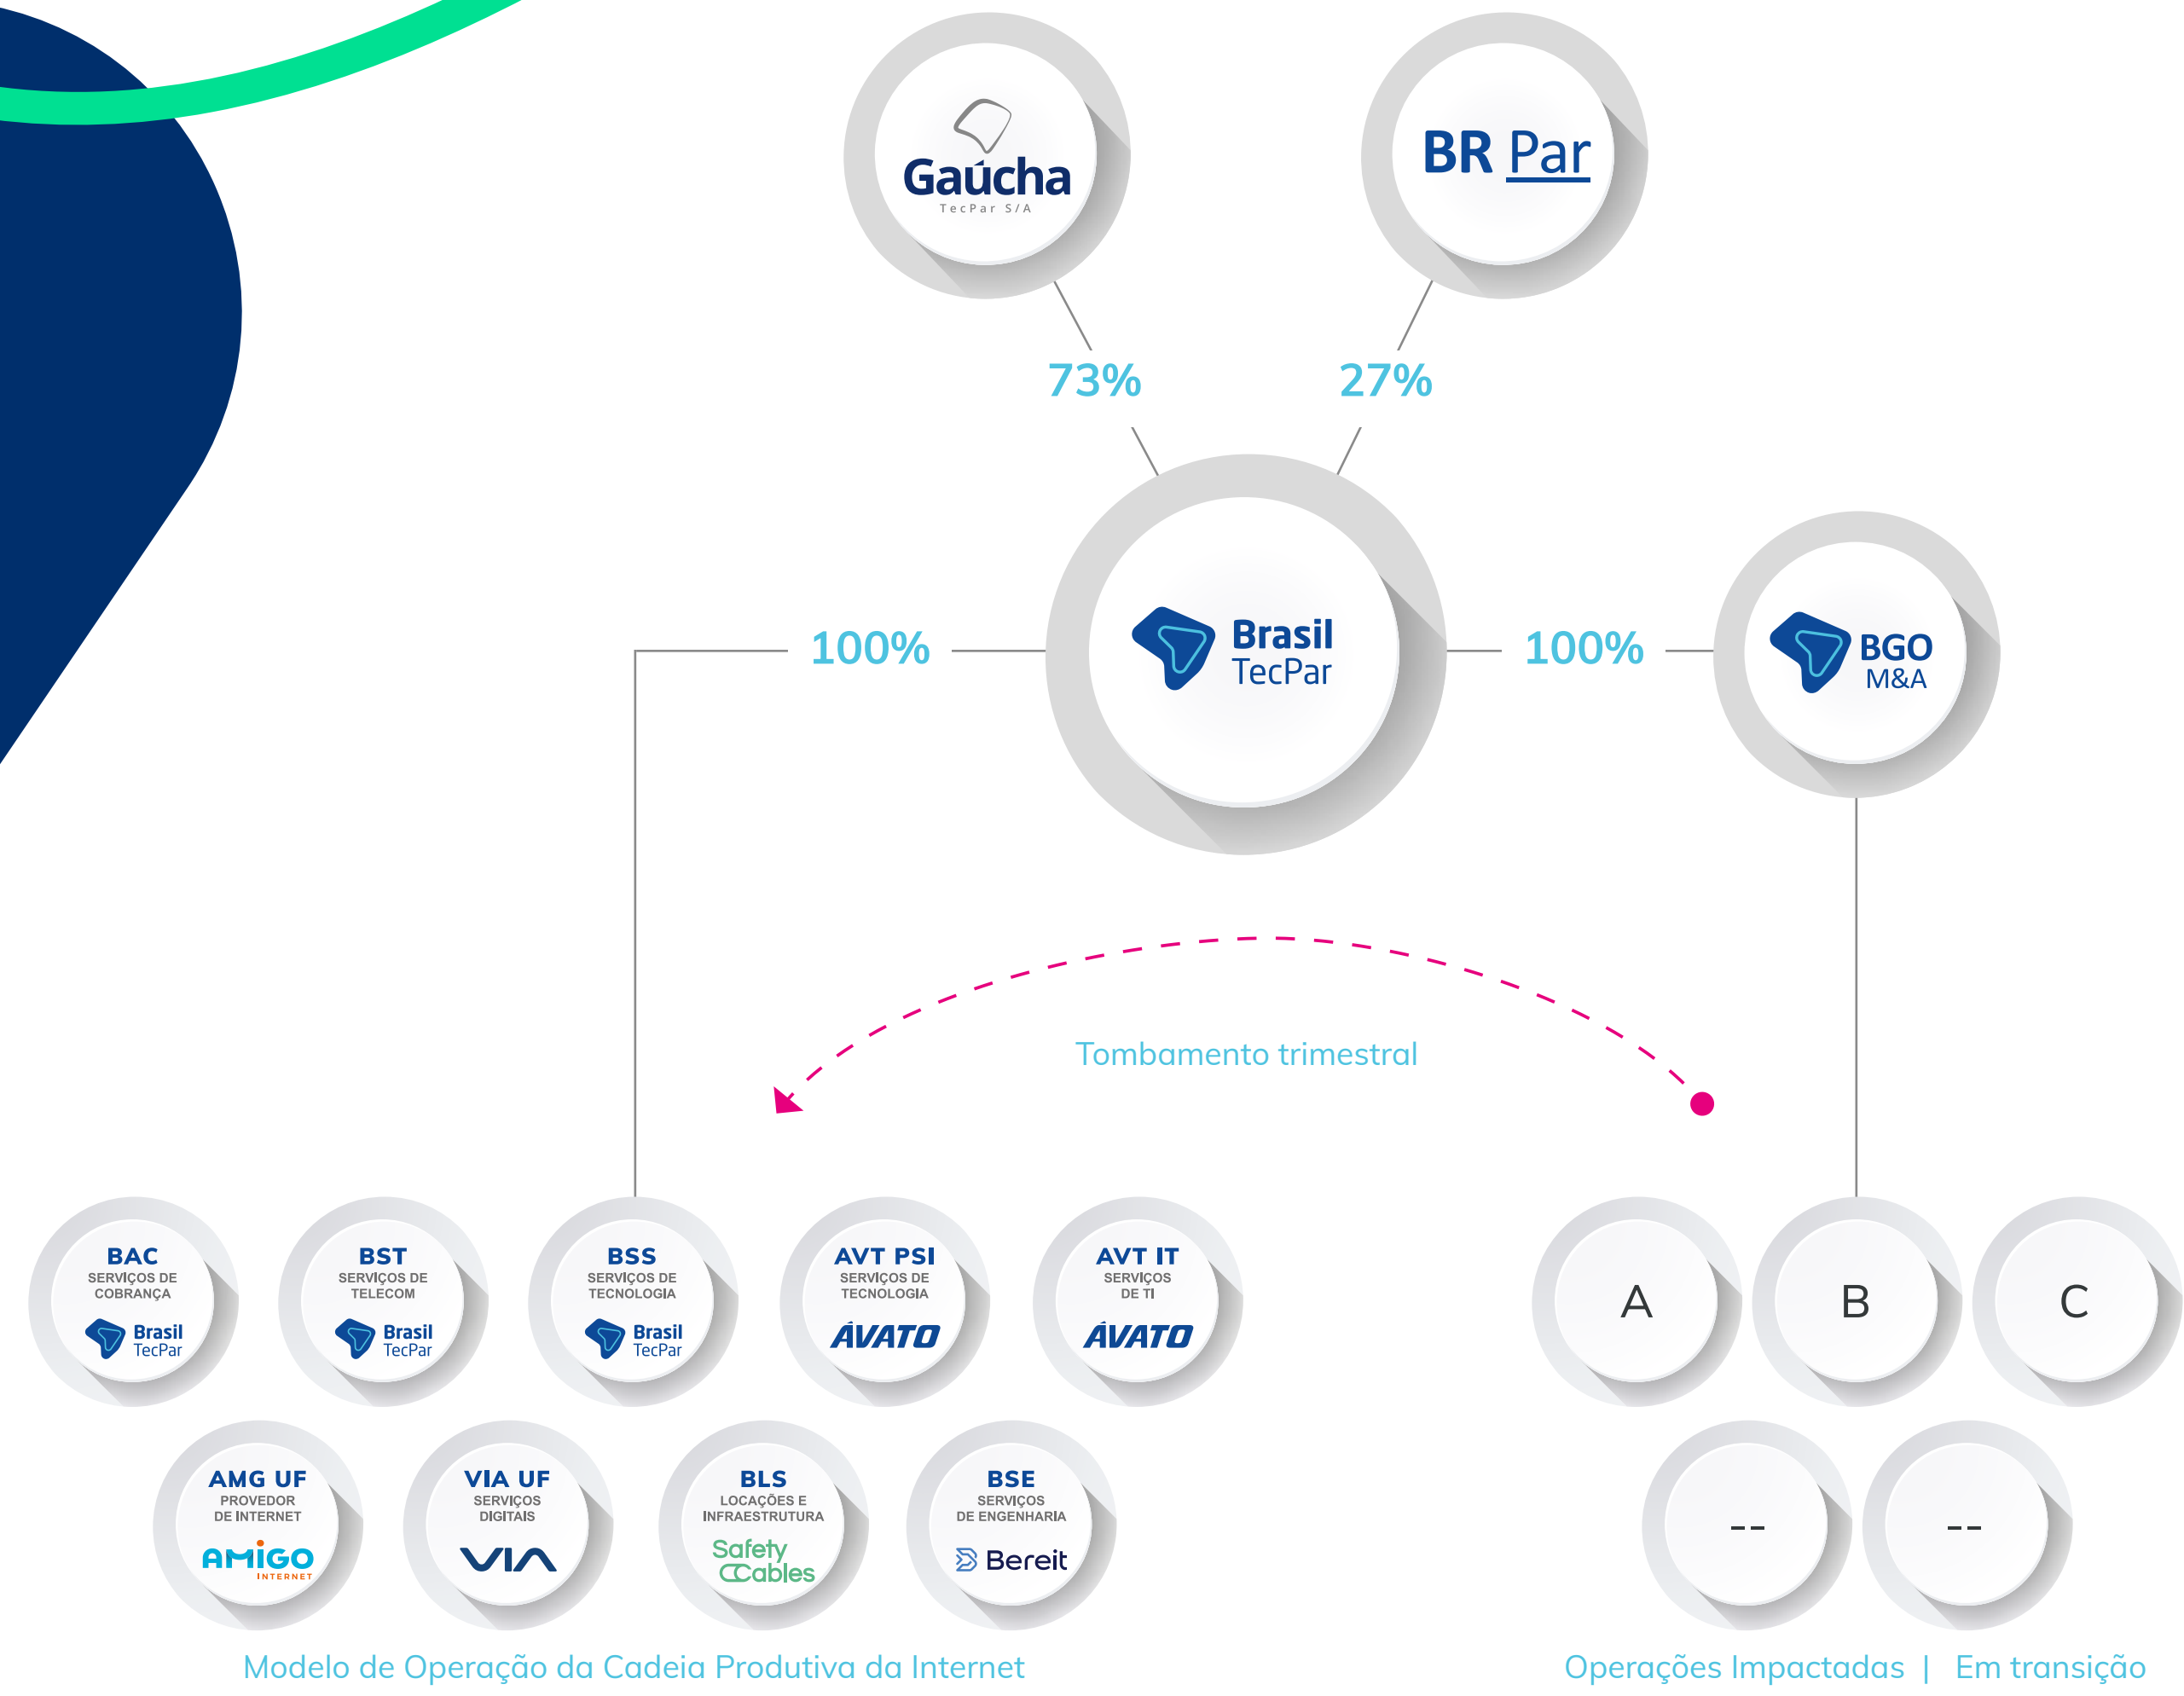 Gaúcha
TecPar S/A
BR Par
73%
27%
100%
Brasil
TecPar
100%
BGO
M&A
Tombamento trimestral
BAC
SERVIÇOS DE
COBRANÇA
Brasil
TecPar
BST
SERVIÇOS DE
TELECOM
Brasil
TecPar
BSS
SERVIÇOS DE
TECNOLOGIA
Brasil
TecPar
AVT PSI
SERVIÇOS DE
TECNOLOGIA
ÁVATO
AVT IT
SERVIÇOS
DE TI
ÁVATO
A
B
C
AMG UF
PROVEDOR
DE INTERNET
AMiGO
INTERNET
VIA UF
SERVIÇOS
DIGITAIS
VIA
BLS
LOCAÇÕES E
INFRAESTRUTURA
Safety
Cables
BSE
SERVIÇOS
DE ENGENHARIA
Bereit
--
--
Modelo de Operação da Cadeia Produtiva da Internet
Operações Impactadas | Em transição